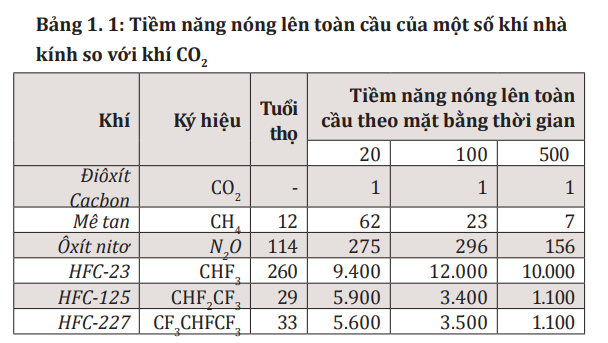 Bảng 1. 1: Tiềm năng nóng lên toàn cầu của một số khí nhà
kính so với khí CO₂
Khí Ký hiệu Tuổi thọ Tiềm năng nóng lên toàn cầu theo mặt bằng thời gian
20 100 500
Điôxít Cacbon CO₂ - 1 1 1
Mê tan CH₄ 12 62 23 7
Ôxít nitơ N₂O 114 275 296 156
HFC-23 CHF₃ 260 9.400 12.000 10.000
HFC-125 CHF₂CF₃ 29 5.900 3.400 1.100
HFC-227 CF₃CHFCF₃ 33 5.600 3.500 1.100